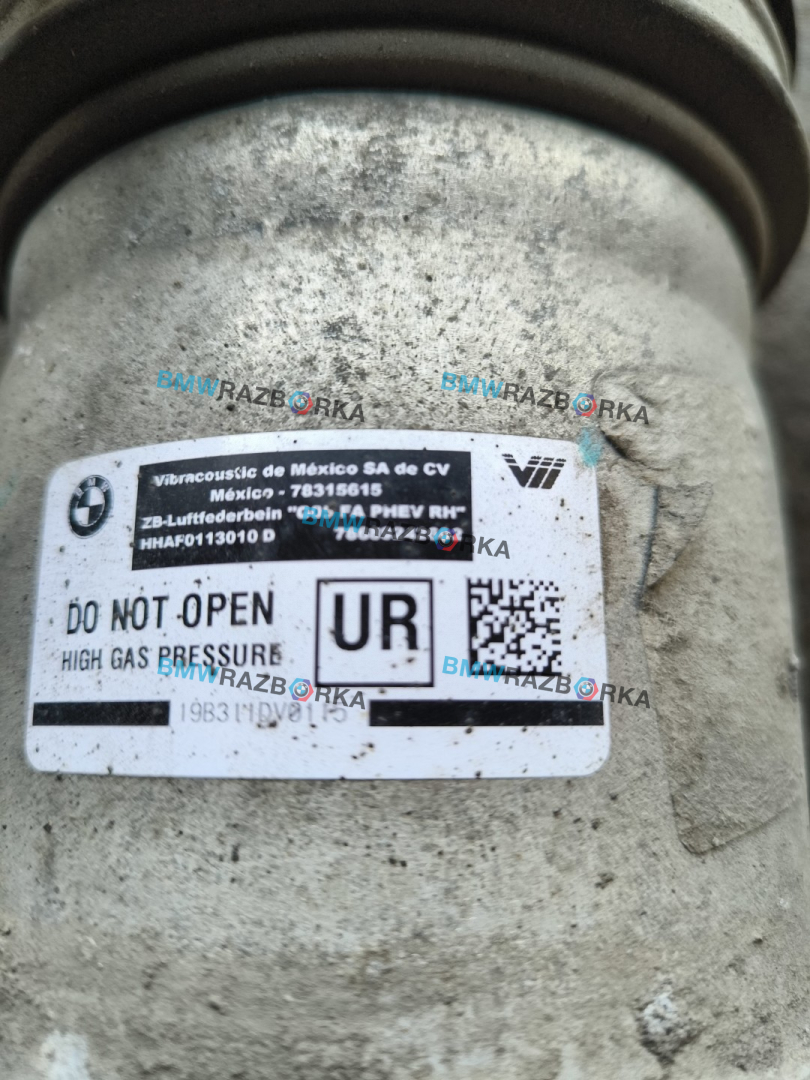 BMWRAZBORKA BMWRAZBORKA
BMW
Vibracoustic de México SA de CV
México - 78315615
ZB-Luftfederbein PHEV RH"
HHAF0113010 D
BMWRAZBORKA
DO NOT OPEN
HIGH GAS PRESSURE
UR
BMWRAZBORKA BMWRAZBORKA